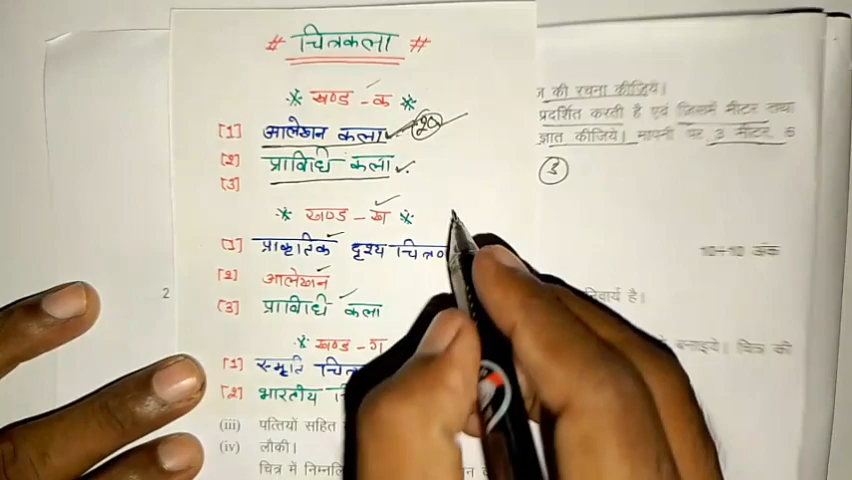 # चित्रकला #
* खण्ड - क *
[1] आलेखन कला
[2] प्राविधि कला
[3]
* खण्ड - ख *
[1] प्राकृतिक दृश्य
[2] आलेखन
[3] प्राविधि कला
* खण्ड - ग
[1] स्मृति
[2] भारतीय
(iii) पत्तियों सहित
(iv) लौकी।
चित्र में
की रचना कीजिये।
प्रदर्शित करती है एवं जिसमें मीटर तथा
ज्ञात कीजिये। मापनी पर 3 मीटर, 6
3
10+10 अंक
2
है।
बनाइये। चित्र की